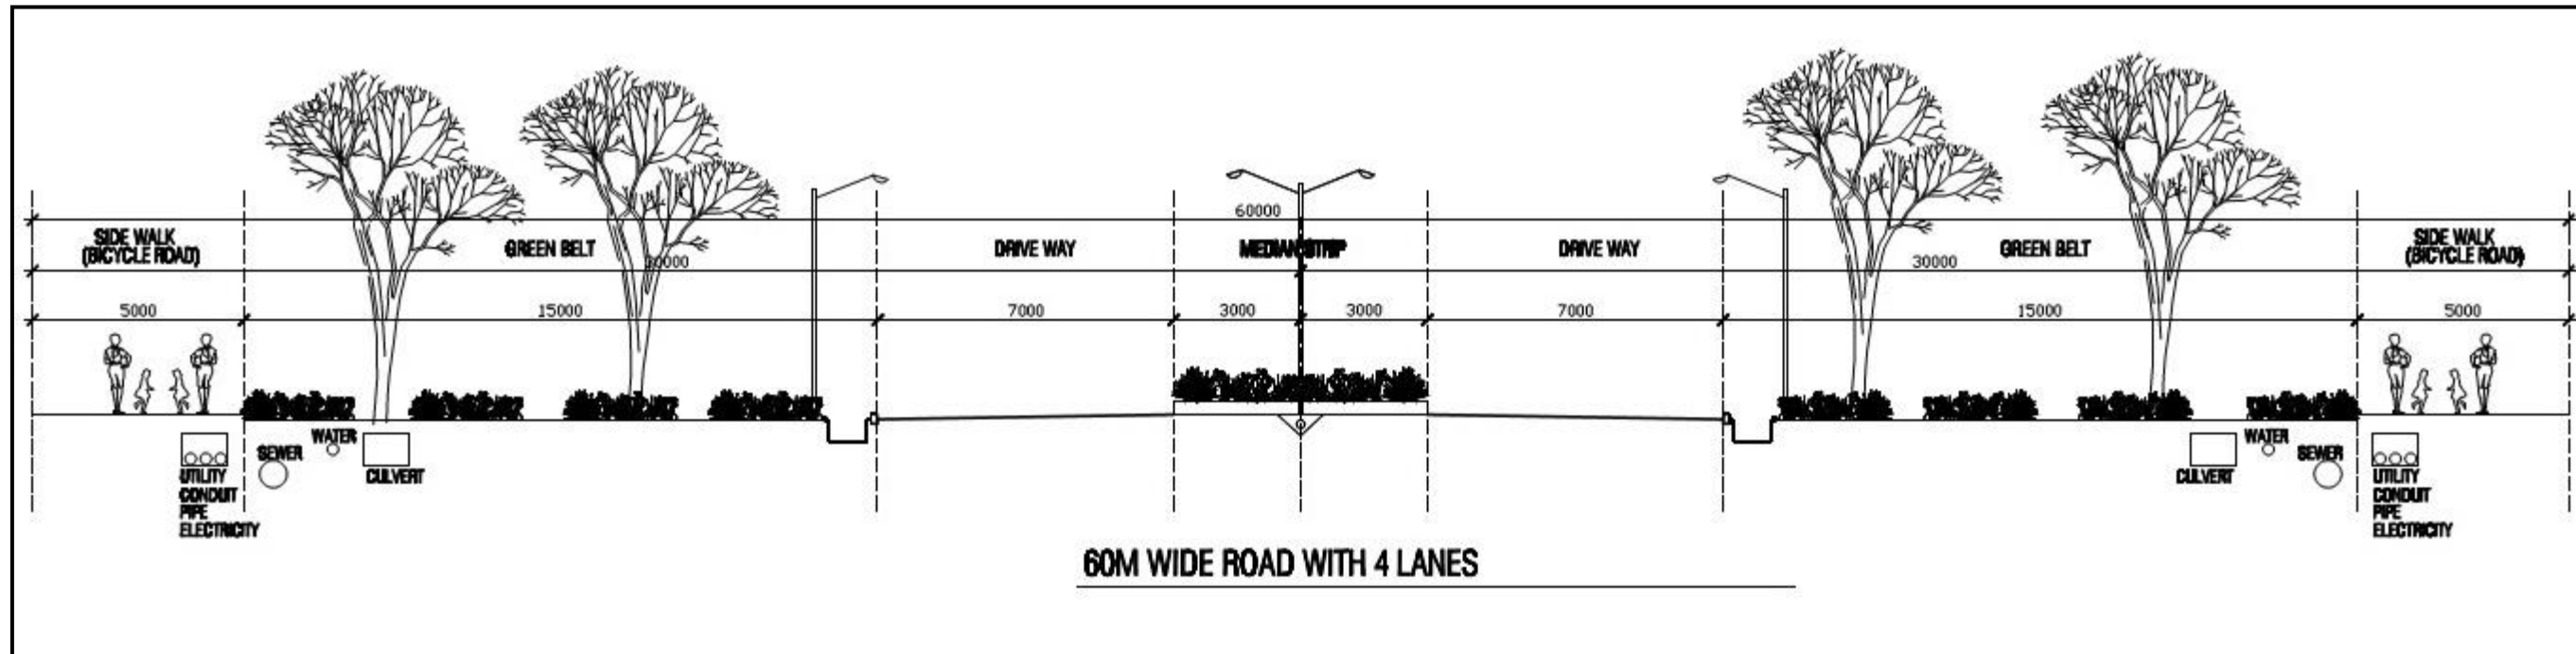 60000
SIDE WALK
(BICYCLE ROAD)
GREEN BELT
DRIVE WAY
MEDIAN STRIP
DRIVE WAY
GREEN BELT
SIDE WALK
(BICYCLE ROAD)
30000
30000
5000
15000
7000
3000
3000
7000
15000
5000
UTILITY
CONDUIT
PIPE
ELECTRICITY
SEWER
WATER
CULVERT
CULVERT
WATER
SEWER
UTILITY
CONDUIT
PIPE
ELECTRICITY
60M WIDE ROAD WITH 4 LANES